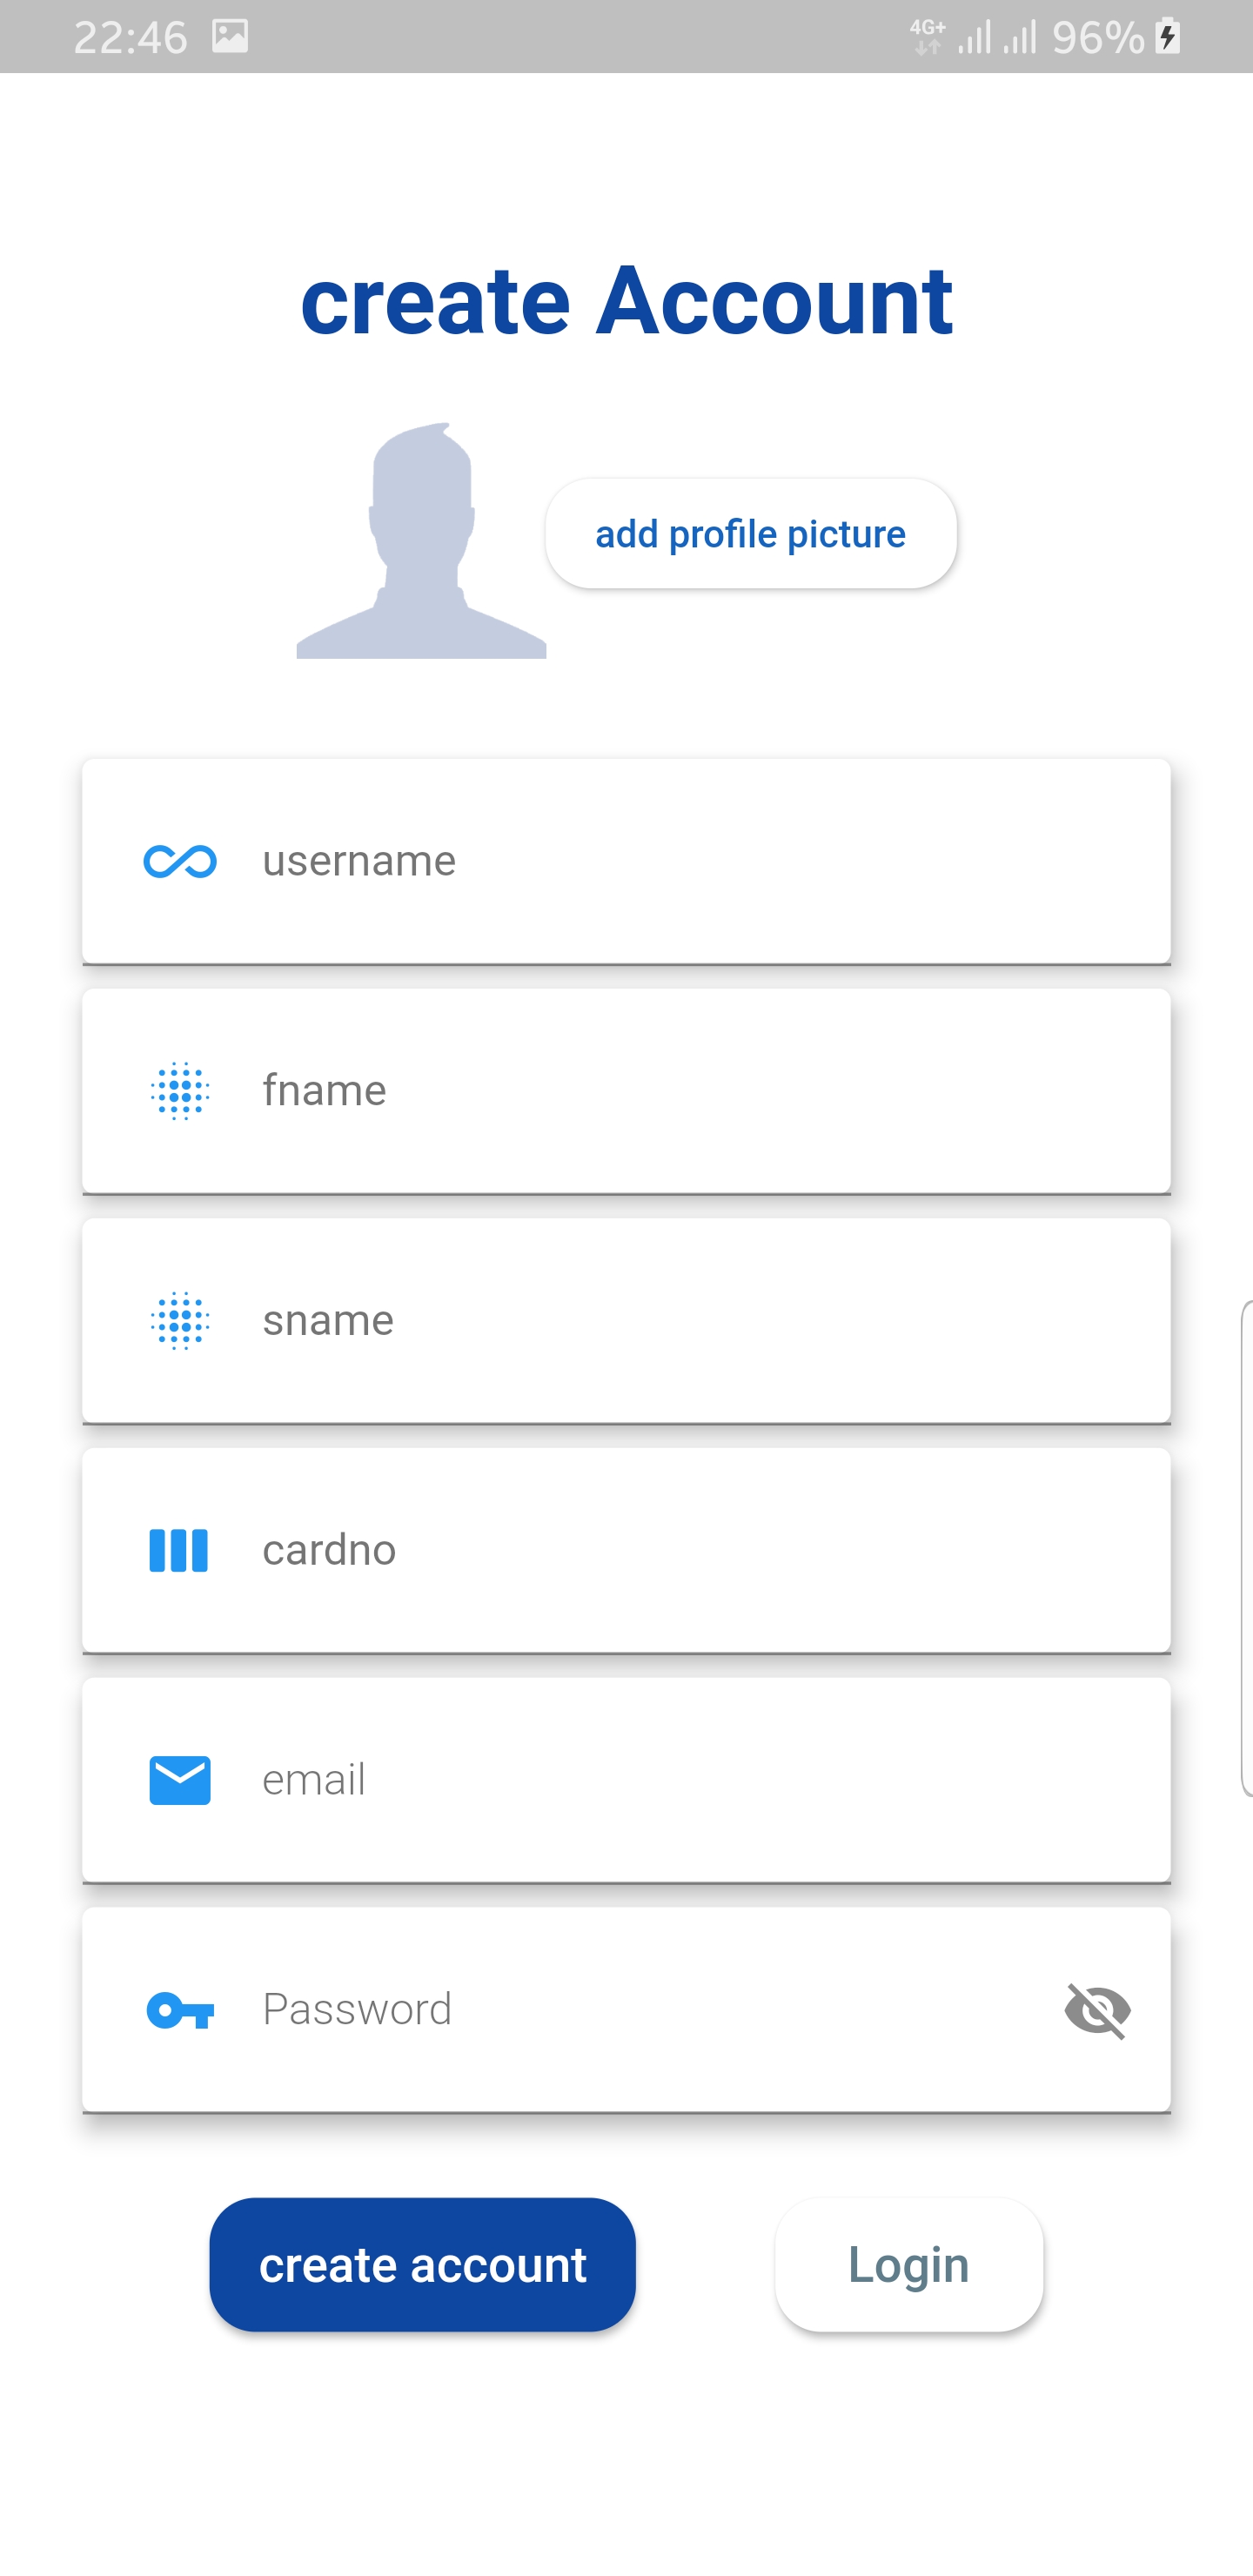 22:46 4G+ 96%
create Account
add profile picture
username
fname
sname
cardno
email
Password
create account Login